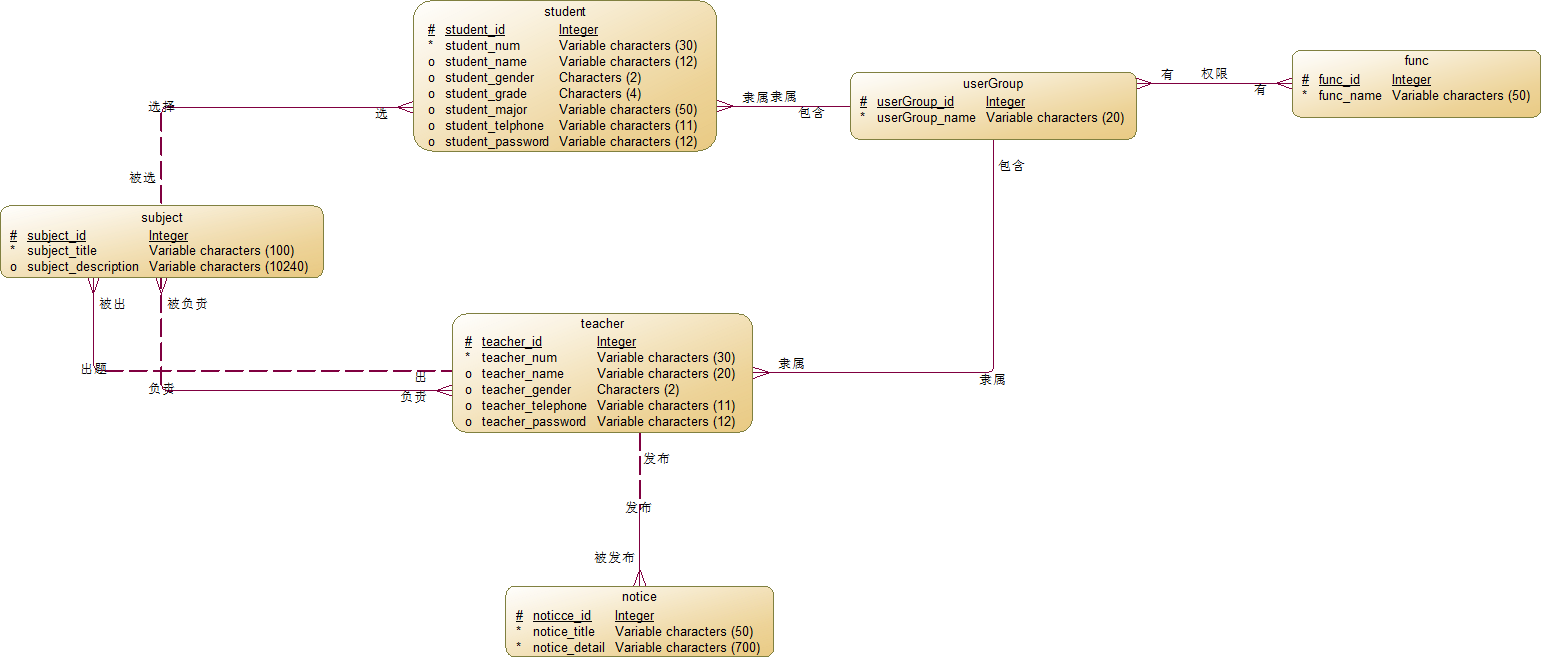 student
# student_id Integer
* student_num Variable characters (30)
o student_name Variable characters (12)
o student_gender Characters (2)
o student_grade Characters (4)
o student_major Variable characters (50)
o student_telphone Variable characters (11)
o student_password Variable characters (12)
选择
选
隶属
隶属
包含
userGroup
# userGroup_id Integer
* userGroup_name Variable characters (20)
有
权限
有
func
# func_id Integer
* func_name Variable characters (50)
被选
包含
subject
# subject_id Integer
* subject_title Variable characters (100)
o subject_description Variable characters (10240)
被出
被负责
出题
出
负责
负责
teacher
# teacher_id Integer
* teacher_num Variable characters (30)
o teacher_name Variable characters (20)
o teacher_gender Characters (2)
o teacher_telephone Variable characters (11)
o teacher_password Variable characters (12)
隶属
隶属
发布
发布
被发布
notice
# noticce_id Integer
* notice_title Variable characters (50)
* notice_detail Variable characters (700)